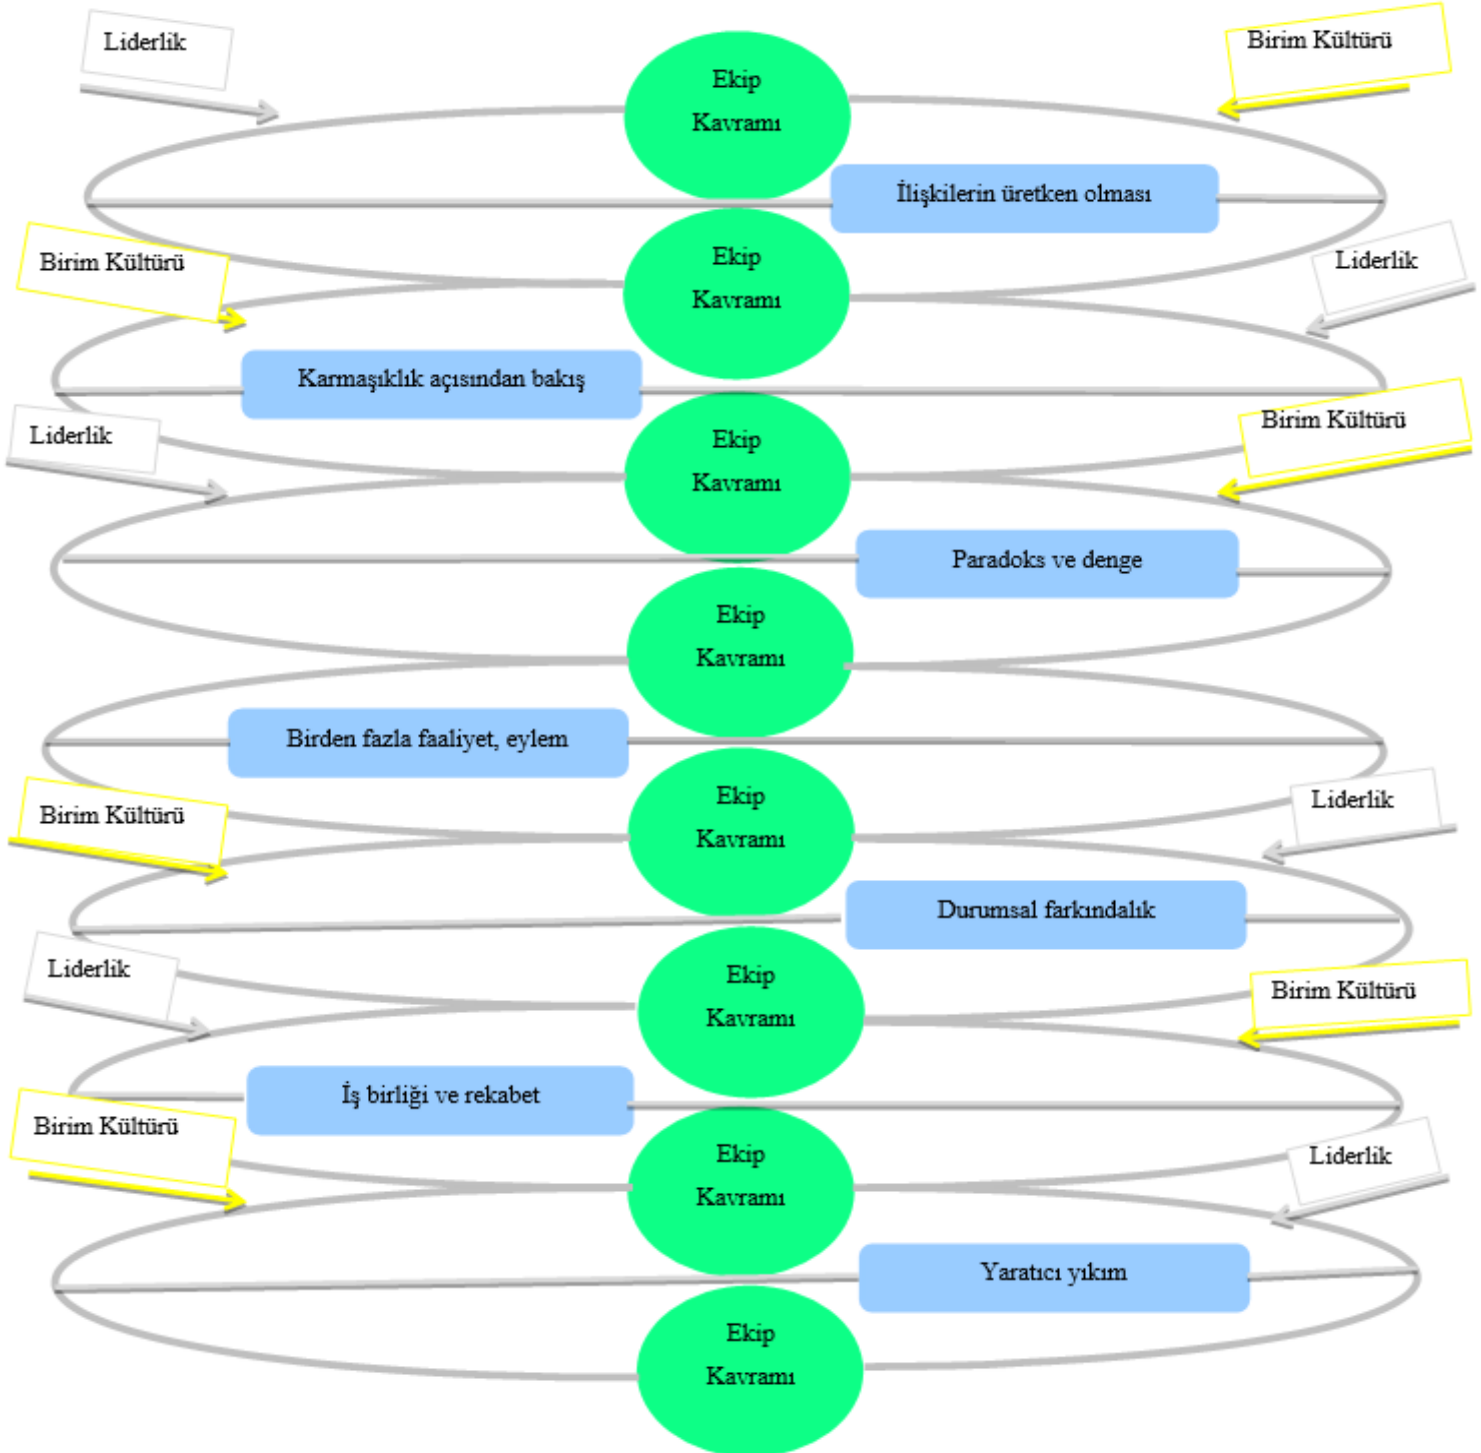 Liderlik
Ekip
Kavramı
Birim Kültürü
İlişkilerin üretken olması
Birim Kültürü
Ekip
Kavramı
Liderlik
Karmaşıklık açısından bakış
Liderlik
Ekip
Kavramı
Birim Kültürü
Paradoks ve denge
Ekip
Kavramı
Birden fazla faaliyet, eylem
Birim Kültürü
Ekip
Kavramı
Liderlik
Durumsal farkındalık
Liderlik
Ekip
Kavramı
Birim Kültürü
İş birliği ve rekabet
Birim Kültürü
Ekip
Kavramı
Liderlik
Yaratıcı yıkım
Ekip
Kavramı